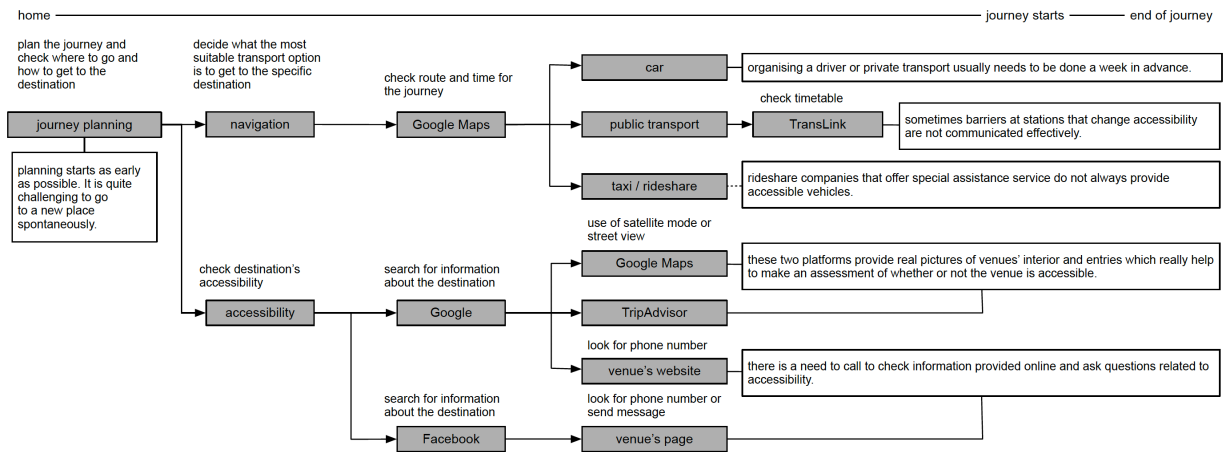 home
journey starts
end of journey
plan the journey and
check where to go and
how to get to the
destination
decide what the most
suitable transport option
is to get to the specific
destination
check route and time for
the journey
car
organising a driver or private transport usually needs to be done a week in advance.
check timetable
journey planning
navigation
Google Maps
public transport
TransLink
sometimes barriers at stations that change accessibility
are not communicated effectively.
planning starts as early
as possible. It is quite
challenging to go
to a new place
spontaneously.
taxi / rideshare
rideshare companies that offer special assistance service do not always provide
accessible vehicles.
use of satellite mode or
street view
check destination's
accessibility
search for information
about the destination
Google Maps
these two platforms provide real pictures of venues' interior and entries which really help
to make an assessment of whether or not the venue is accessible.
accessibility
Google
TripAdvisor
look for phone number
venue's website
there is a need to call to check information provided online and ask questions related to
accessibility.
search for information
about the destination
look for phone number or
send message
Facebook
venue's page